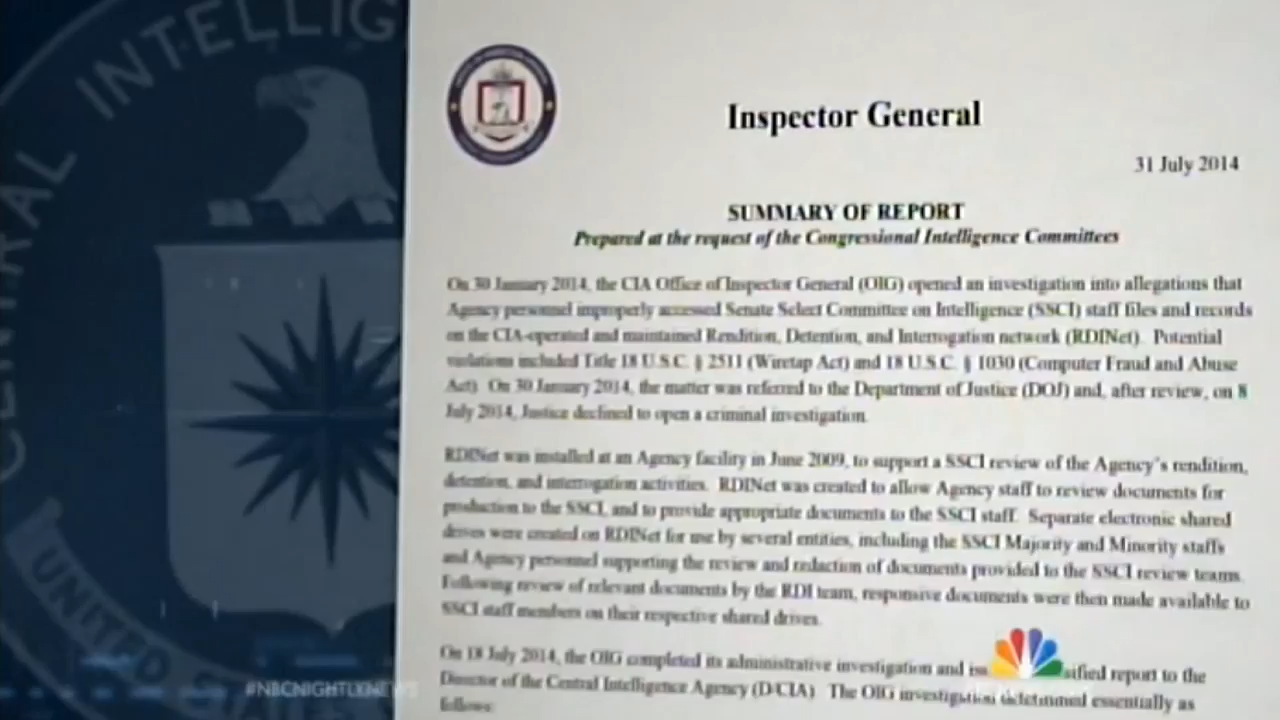 CENTRAL INTELLIG
UNITED STATES
Inspector General
31 July 2014
SUMMARY OF REPORT
Prepared at the request of the Congressional Intelligence Committees
On 30 January 2014, the CIA Office of Inspector General (OIG) opened an investigation into allegations that
Agency personnel improperly accessed Senate Select Committee on Intelligence (SSCI) staff files and records
on the CIA-operated and maintained Rendition, Detention, and Interrogation network (RDINet). Potential
violations included Title 18 U.S.C. § 2511 (Wiretap Act) and 18 U.S.C. § 1030 (Computer Fraud and Abuse
Act). On 30 January 2014, the matter was referred to the Department of Justice (DOJ) and, after review, on 8
July 2014, Justice declined to open a criminal investigation.
RDINet was installed at an Agency facility in June 2009, to support a SSCI review of the Agency's rendition,
detention, and interrogation activities. RDINet was created to allow Agency staff to review documents for
production to the SSCI, and to provide appropriate documents to the SSCI staff. Separate electronic shared
drives were created on RDINet for use by several entities, including the SSCI Majority and Minority staffs
and Agency personnel supporting the review and redaction of documents provided to the SSCI review teams.
Following review of relevant documents by the RDI team, responsive documents were then made available to
SSCI staff members on their respective shared drives.
On 18 July 2014, the OIG completed its administrative investigation and is sified report to the
Director of the Central Intelligence Agency (D/CIA). The OIG investigation determined essentially as
follows:
#NBCNIGHTLYNEWS